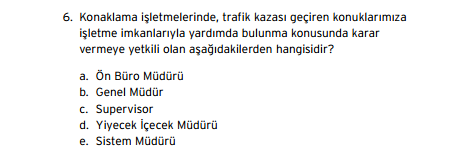 6. Konaklama işletmelerinde, trafik kazası geçiren konuklarımıza
işletme imkanlarıyla yardımda bulunma konusunda karar
vermeye yetkili olan aşağıdakilerden hangisidir?
a. Ön Büro Müdürü
b. Genel Müdür
c. Supervisor
d. Yiyecek İçecek Müdürü
e. Sistem Müdürü